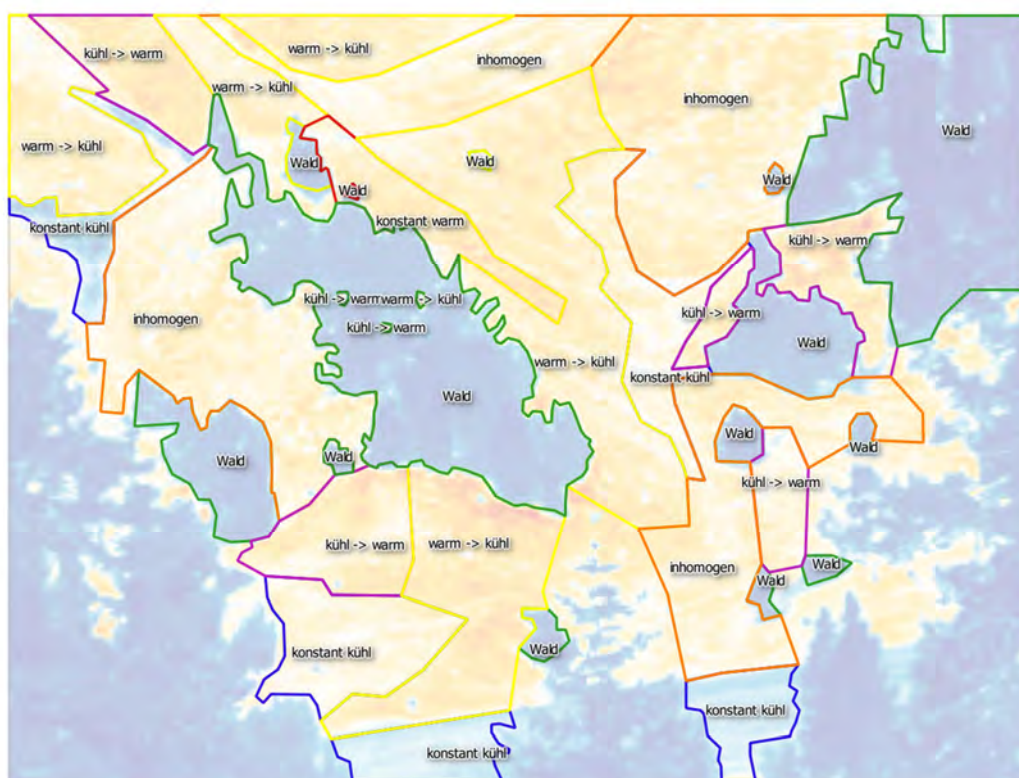 warm -> kühl
kühl -> warm
inhomogen
warm -> kühl
inhomogen
Wald
warm -> kühl
Wald
Wald
Wald
konstant kühl
konstant warm
kühl -> warm
kühl -> warm
warm -> kühl
kühl -> warm
inhomogen
kühl -> warm
Wald
warm -> kühl
konstant kühl
Wald
Wald
Wald
Wald
Wald
kühl -> warm
kühl -> warm
warm -> kühl
inhomogen
Wald
Wald
Wald
konstant kühl
konstant kühl
konstant kühl